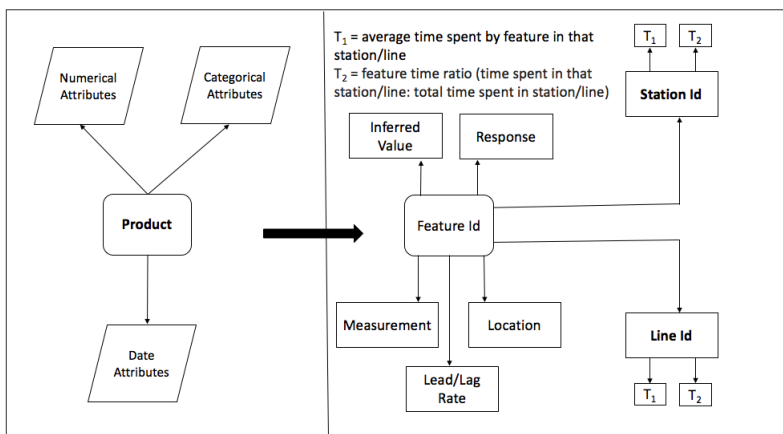 Numerical
Attributes
Categorical
Attributes
Product
Date
Attributes
T1 = average time spent by feature in that
station/line
T2 = feature time ratio (time spent in that
station/line: total time spent in station/line)
T1
T2
Station Id
Inferred
Value
Response
Feature Id
Measurement
Location
Lead/Lag
Rate
Line Id
T1
T2